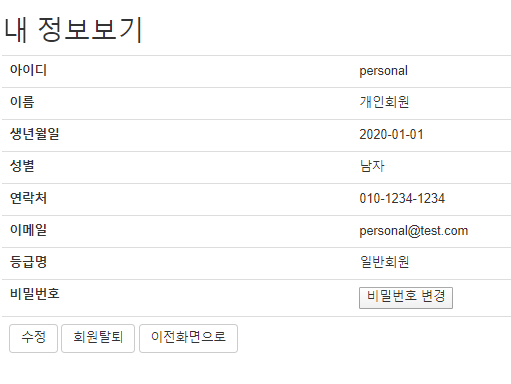 내 정보보기
아이디 personal
이름 개인회원
생년월일 2020-01-01
성별 남자
연락처 010-1234-1234
이메일 personal@test.com
등급명 일반회원
비밀번호 비밀번호 변경
수정 회원탈퇴 이전화면으로